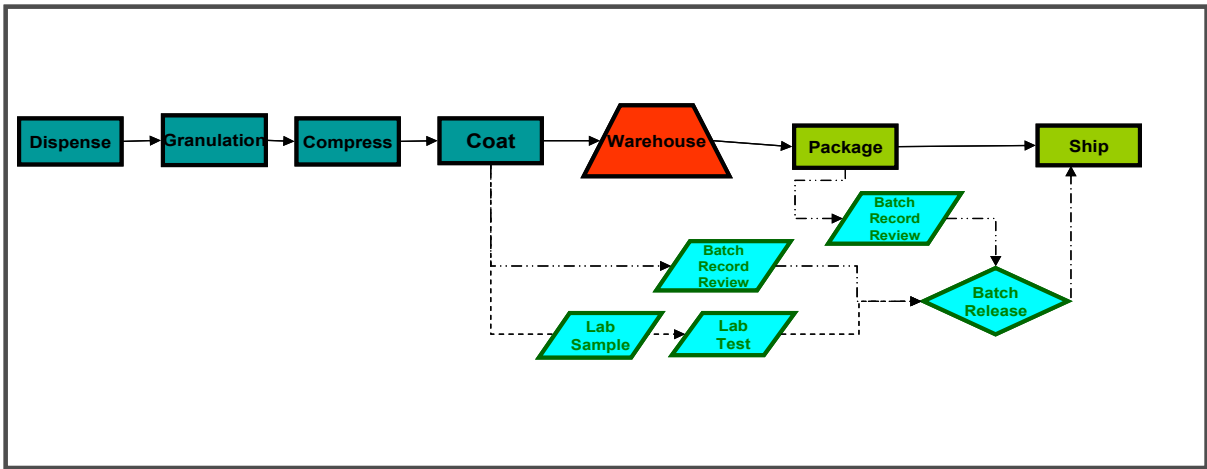 Dispense
Granulation
Compress
Coat
Warehouse
Package
Ship
Batch
Record
Review
Batch
Record
Review
Batch
Release
Lab
Sample
Lab
Test